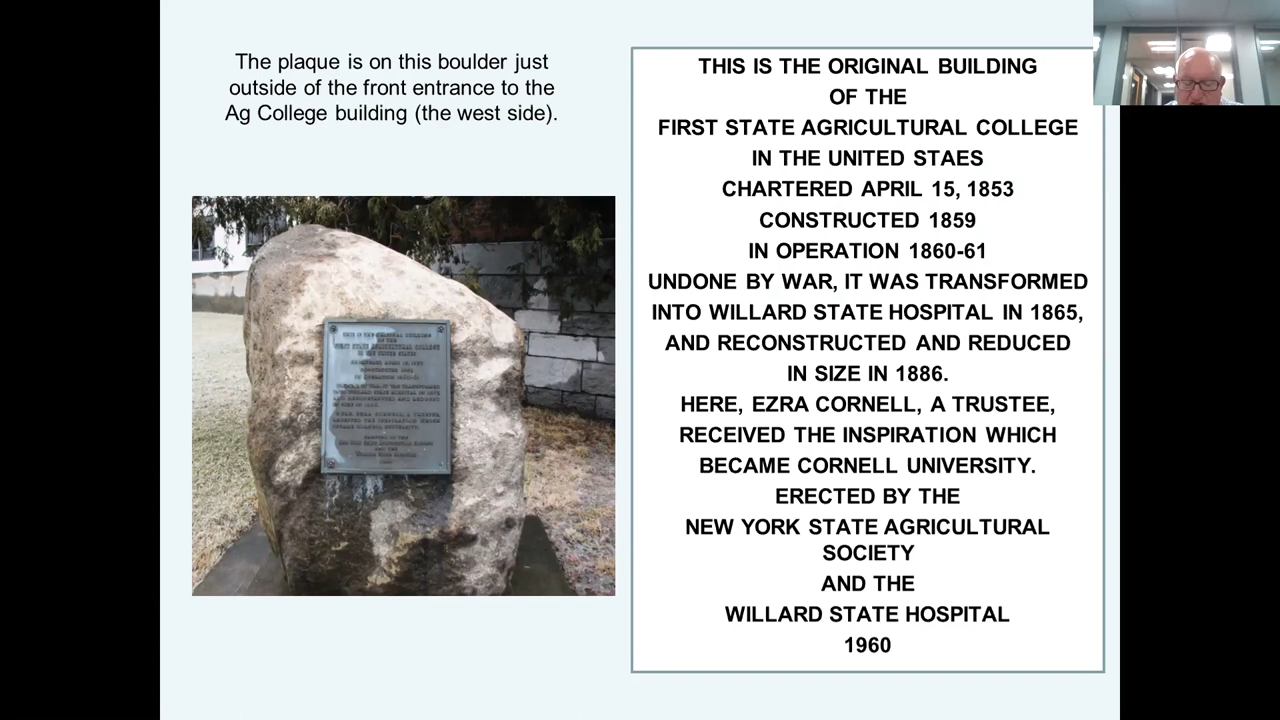 The plaque is on this boulder just
outside of the front entrance to the
Ag College building (the west side).
THIS IS THE ORIGINAL BUILDING
OF THE
FIRST STATE AGRICULTURAL COLLEGE
IN THE UNITED STAES
CHARTERED APRIL 15, 1853
CONSTRUCTED 1859
IN OPERATION 1860-61
UNDONE BY WAR, IT WAS TRANSFORMED
INTO WILLARD STATE HOSPITAL IN 1865,
AND RECONSTRUCTED AND REDUCED
IN SIZE IN 1886.
HERE, EZRA CORNELL, A TRUSTEE,
RECEIVED THE INSPIRATION WHICH
BECAME CORNELL UNIVERSITY.
ERECTED BY THE
NEW YORK STATE AGRICULTURAL
SOCIETY
AND THE
WILLARD STATE HOSPITAL
1960